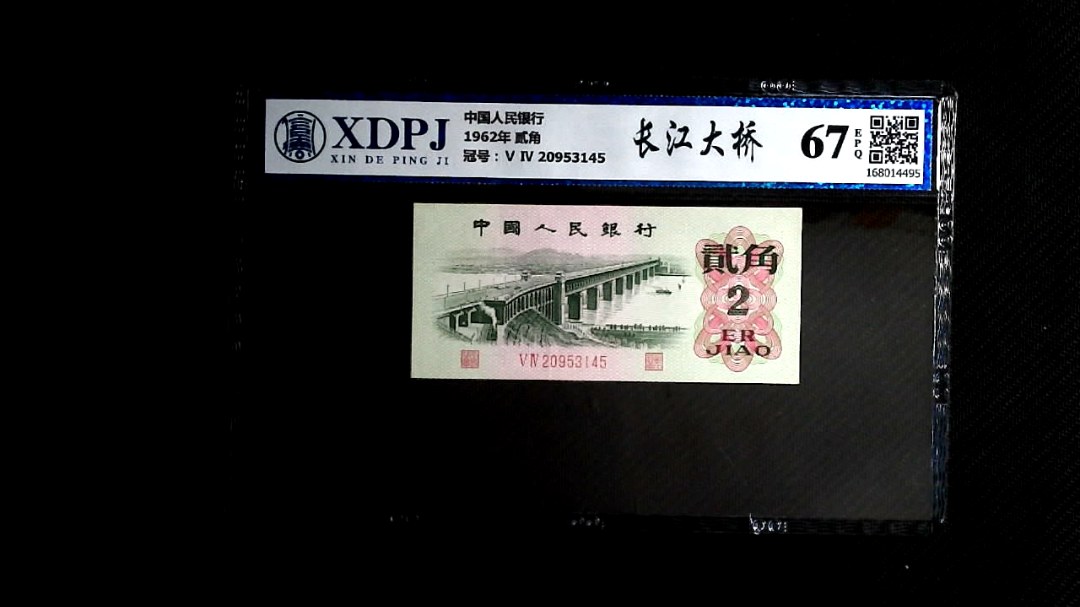 XDPJ
XIN DE PING JI
中国人民银行
1962年 贰角
冠号：V IV 20953145
长江大桥
67
EPQ
168014495
中國人民銀行
貳角
2
ER
JIAO
V IV 20953145